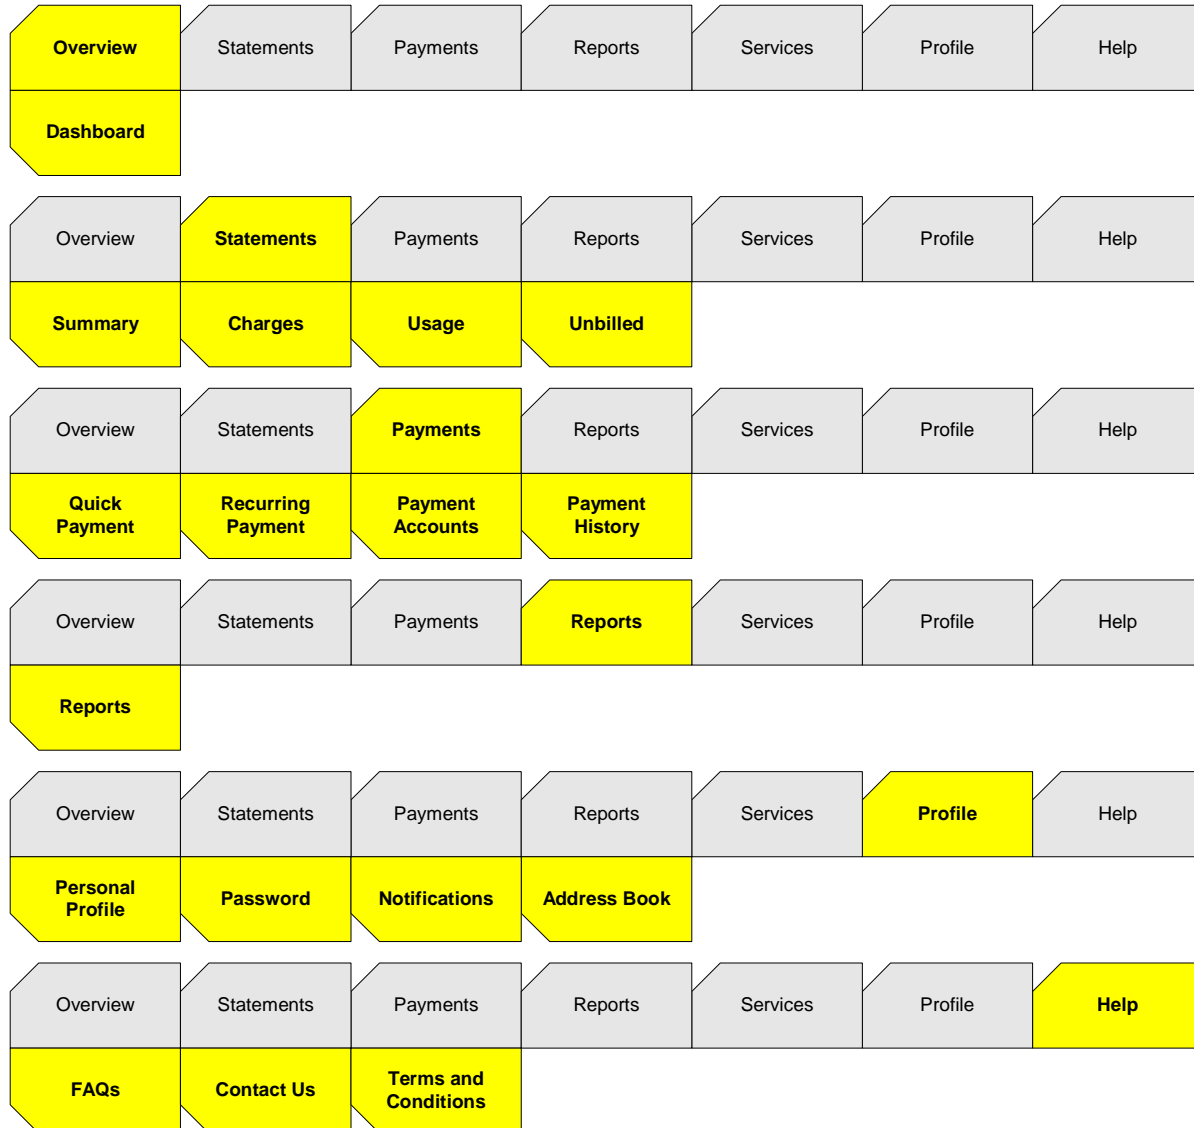 Overview Statements Payments Reports Services Profile Help
Dashboard
Overview Statements Payments Reports Services Profile Help
Summary Charges Usage Unbilled
Overview Statements Payments Reports Services Profile Help
Quick Payment Recurring Payment Payment Accounts Payment History
Overview Statements Payments Reports Services Profile Help
Reports
Overview Statements Payments Reports Services Profile Help
Personal Profile Password Notifications Address Book
Overview Statements Payments Reports Services Profile Help
FAQs Contact Us Terms and Conditions